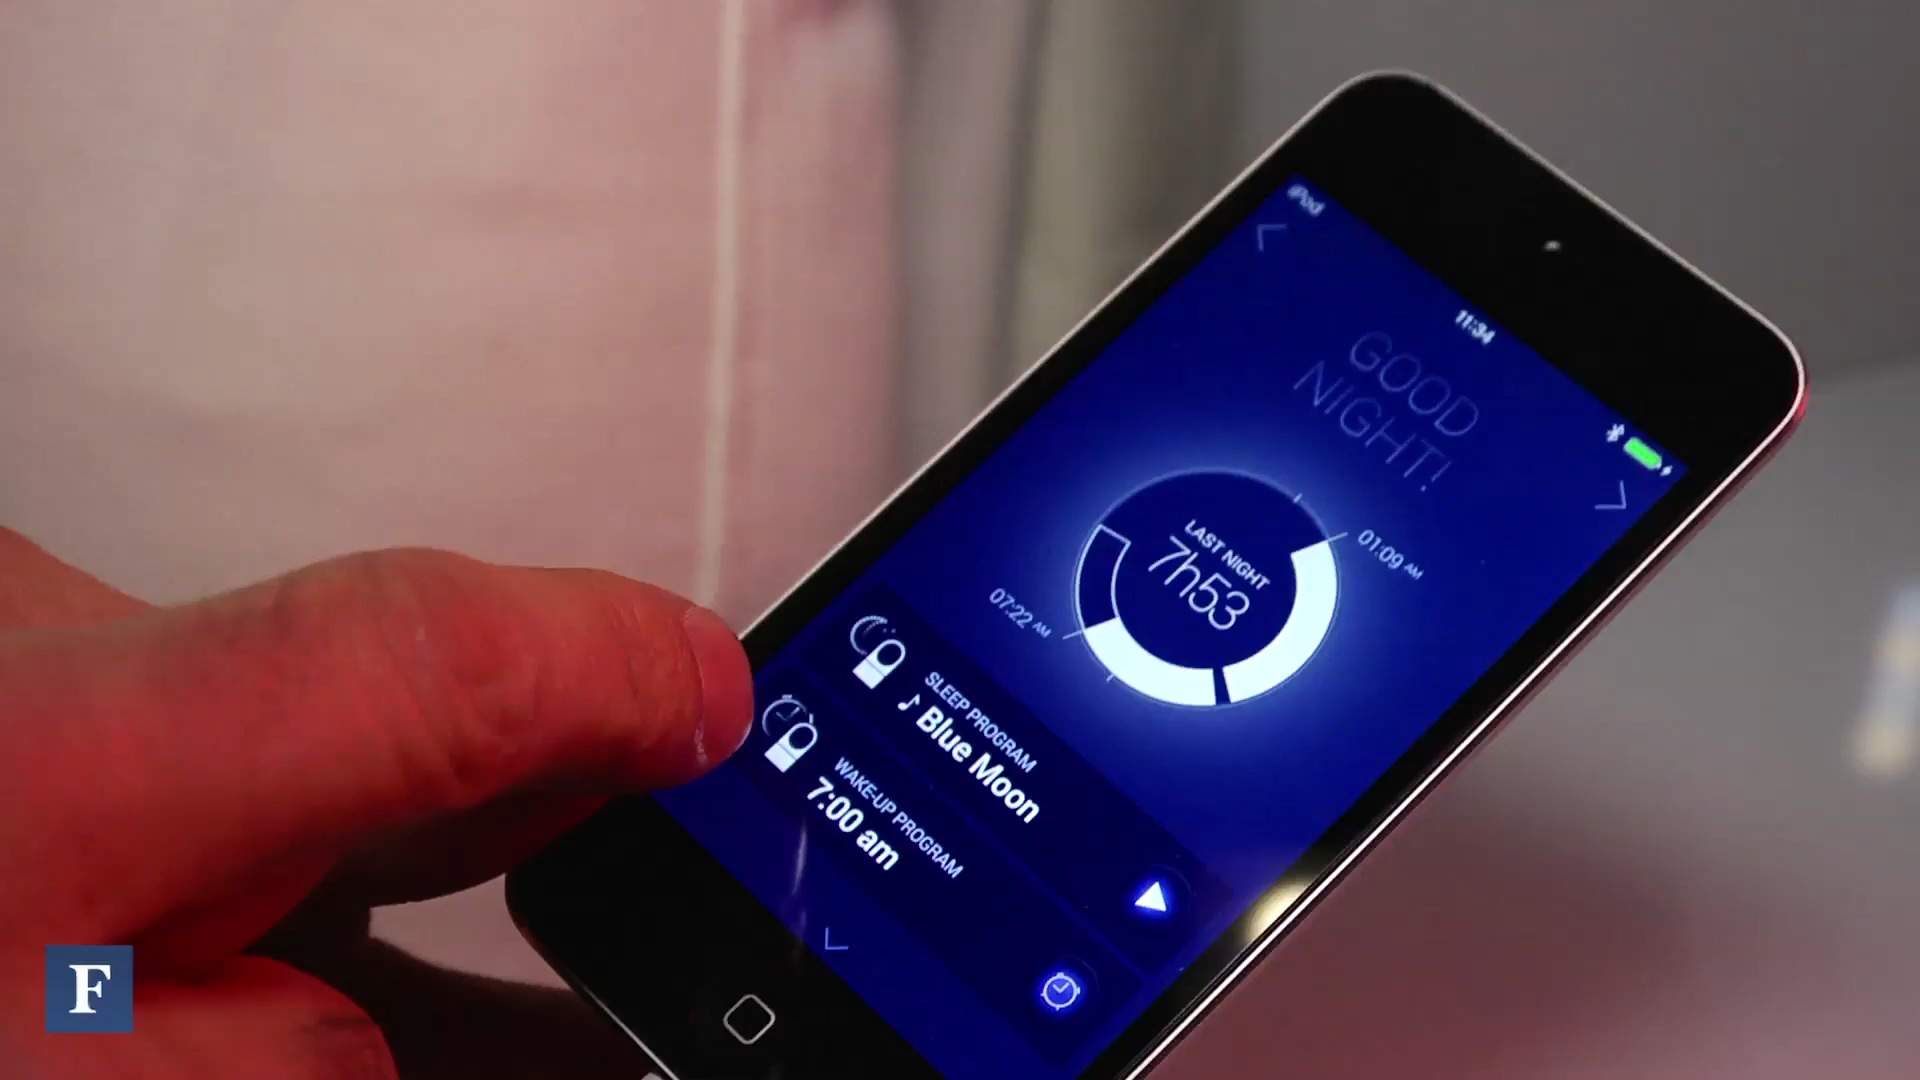 iPod
11:34
GOOD
NIGHT!
01:09 AM
LAST NIGHT
7h53
07:22 AM
SLEEP PROGRAM
Blue Moon
WAKE-UP PROGRAM
7:00 am
F